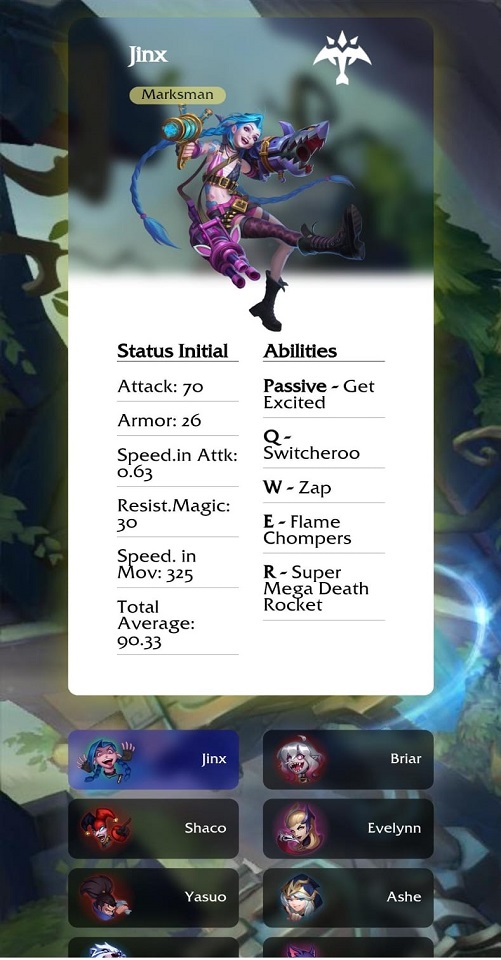 Jinx
Marksman
Status Initial
Attack: 70
Armor: 26
Speed.in Attk:
0.63
Resist.Magic:
30
Speed. in
Mov: 325
Total
Average:
90.33
Abilities
Passive - Get
Excited
Q -
Switcheroo
W - Zap
E - Flame
Chompers
R - Super
Mega Death
Rocket
Jinx
Briar
Shaco
Evelynn
Yasuo
Ashe